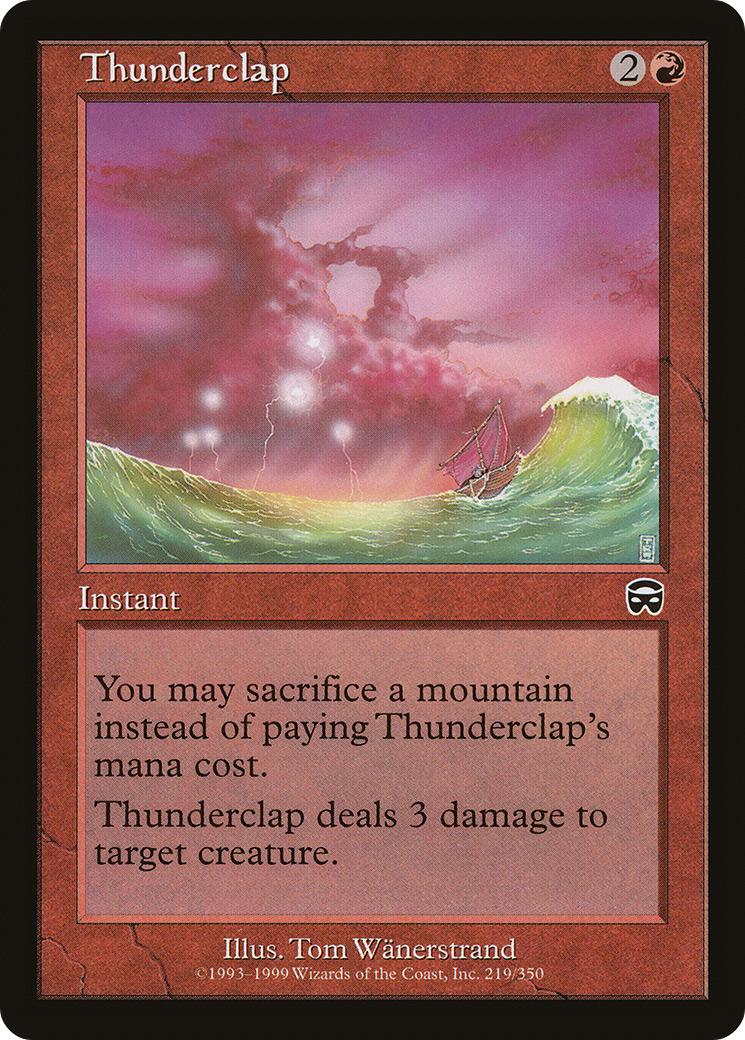 Thunderclap
2
Instant
You may sacrifice a mountain
instead of paying Thunderclap's
mana cost.
Thunderclap deals 3 damage to
target creature.
Illus. Tom Wänerstrand
©1993–1999 Wizards of the Coast, Inc. 219/350